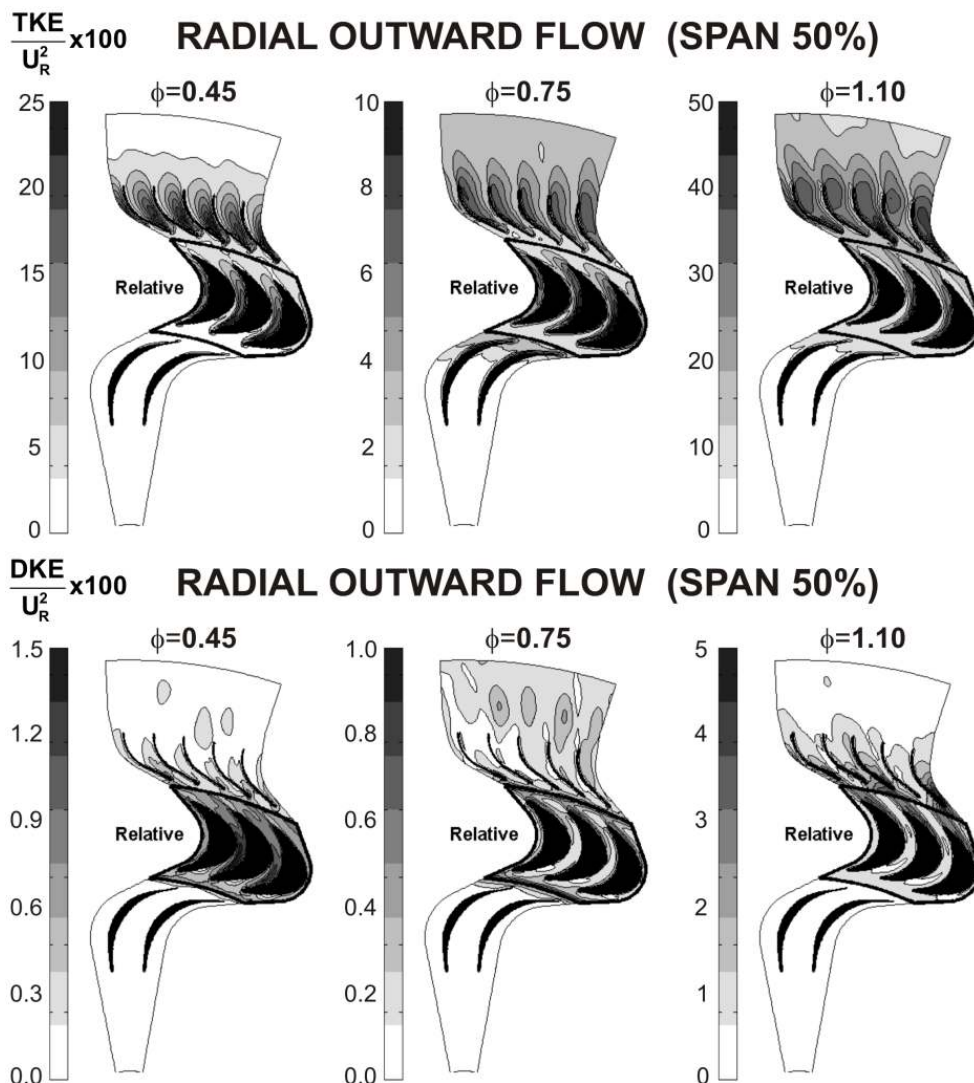 TKE
U_R^2 x100 RADIAL OUTWARD FLOW (SPAN 50%)
ϕ=0.45 ϕ=0.75 ϕ=1.10
25 10 50
20 8 40
15 6 30
Relative Relative Relative
10 4 20
5 2 10
0 0 0
DKE
U_R^2 x100 RADIAL OUTWARD FLOW (SPAN 50%)
ϕ=0.45 ϕ=0.75 ϕ=1.10
1.5 1.0 5
1.2 0.8 4
0.9 0.6 3
Relative Relative Relative
0.6 0.4 2
0.3 0.2 1
0.0 0.0 0